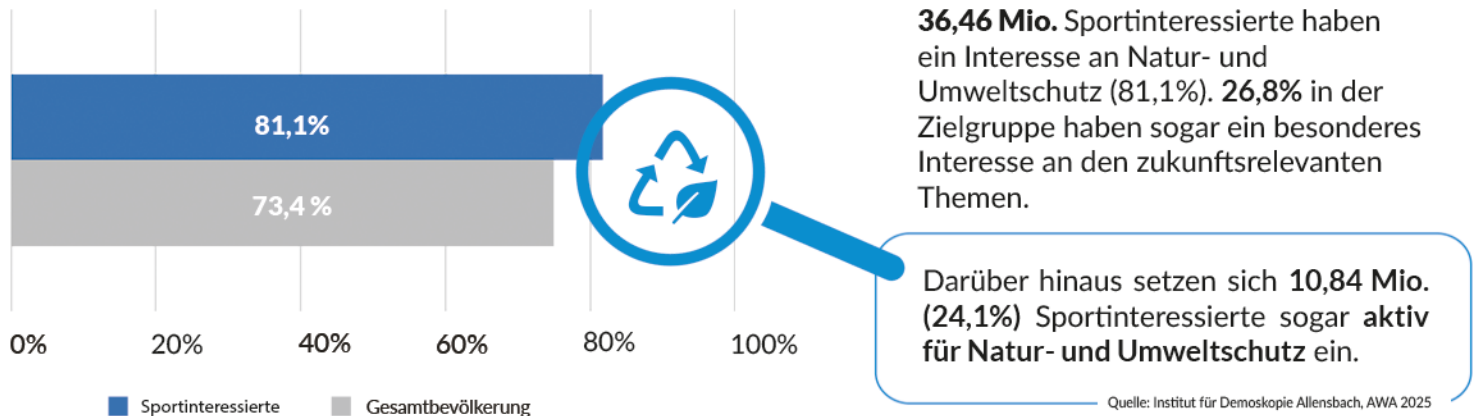 81,1%
73,4 %
0%
20%
40%
60%
80%
100%
Sportinteressierte
Gesamtbevölkerung
36,46 Mio. Sportinteressierte haben
ein Interesse an Natur- und
Umweltschutz (81,1%). 26,8% in der
Zielgruppe haben sogar ein besonderes
Interesse an den zukunftsrelevanten
Themen.
Darüber hinaus setzen sich 10,84 Mio.
(24,1%) Sportinteressierte sogar aktiv
für Natur- und Umweltschutz ein.
Quelle: Institut für Demoskopie Allensbach, AWA 2025